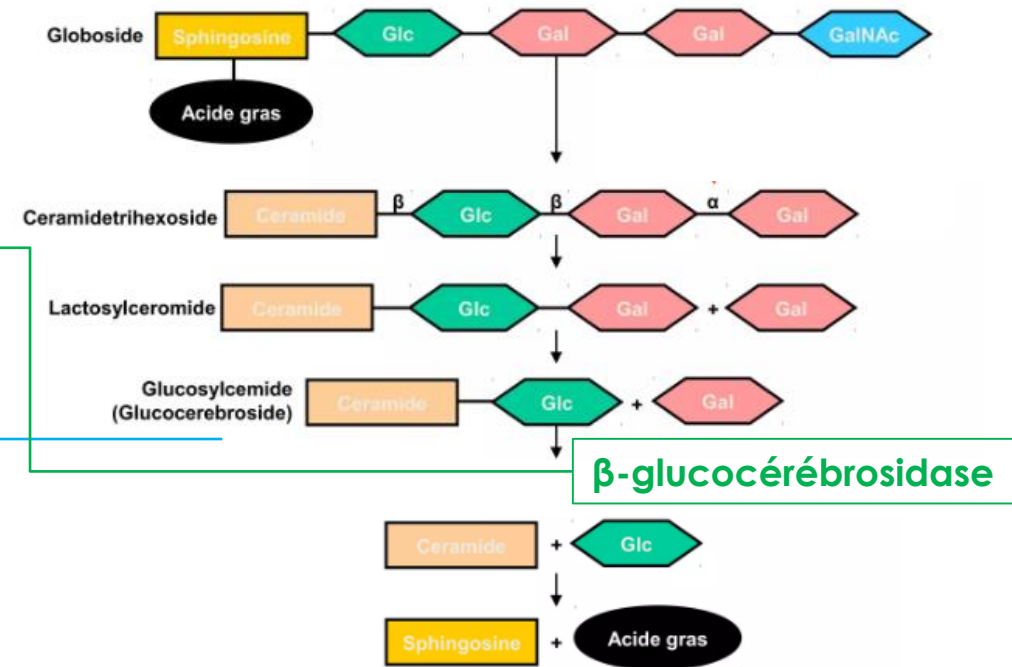 Globoside Sphingosine Glc Gal Gal GalNAc
Acide gras
Ceramidetrihexoside Ceramide β Glc β Gal α Gal
Lactosylceromide Ceramide Glc Gal + Gal
Glucosylcemide
(Glucocerebroside) Ceramide Glc + Gal
β-glucocérébrosidase
Ceramide + Glc
Sphingosine + Acide gras